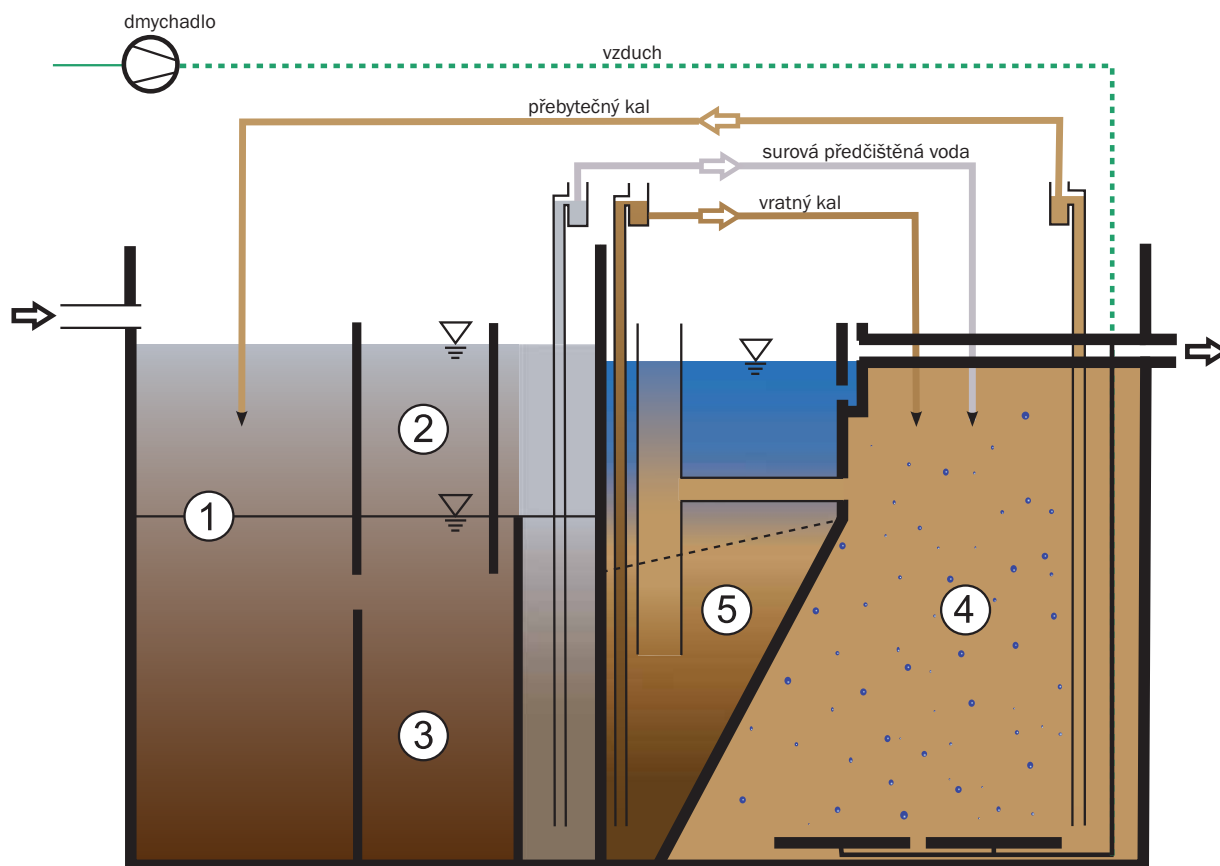 dmychadlo
vzduch
přebytečný kal
surová předčištěná voda
vratný kal
2
1
5
4
3